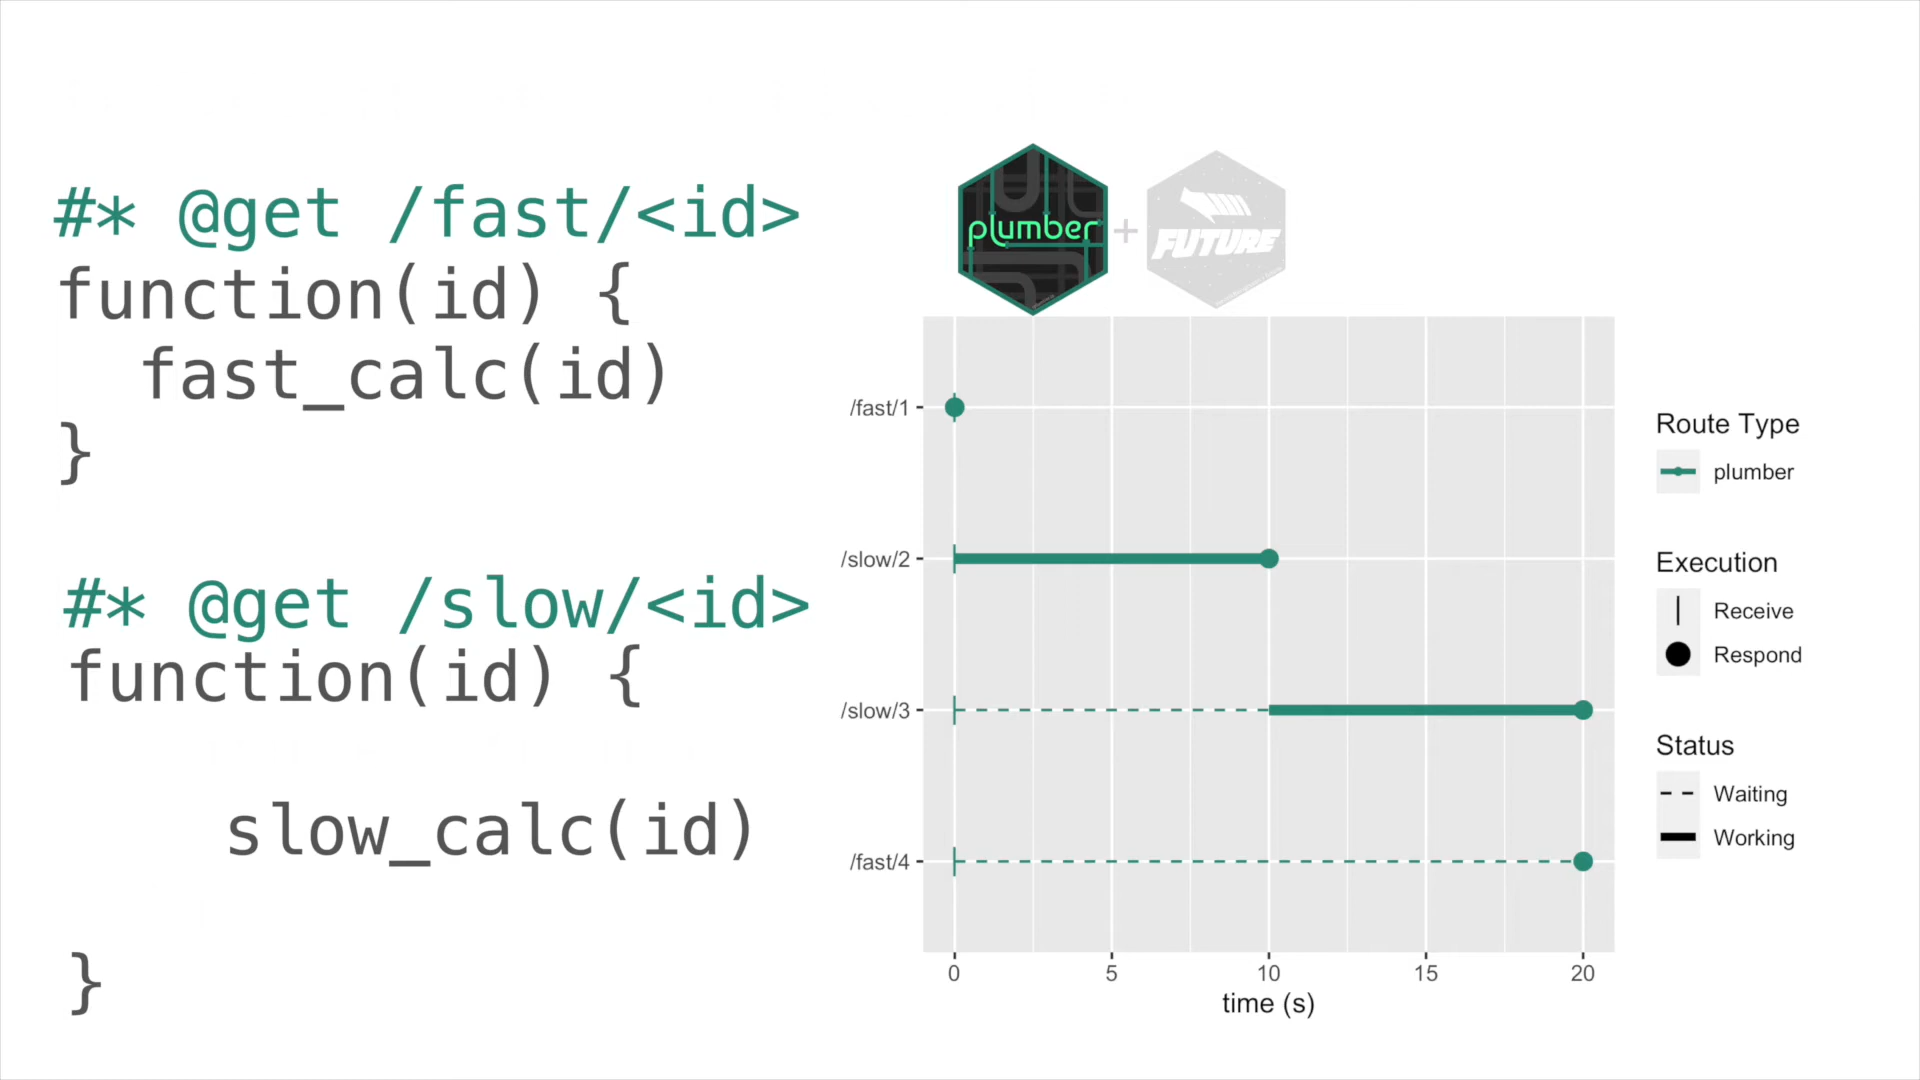 #* @get /fast/<id>
function(id) {
  fast_calc(id)
}
#* @get /slow/<id>
function(id) {
    slow_calc(id)
}
plumber
+
FUTURE
/fast/1
/slow/2
/slow/3
/fast/4
0 5 10 15 20
time (s)
Route Type
plumber
Execution
Receive
Respond
Status
Waiting
Working